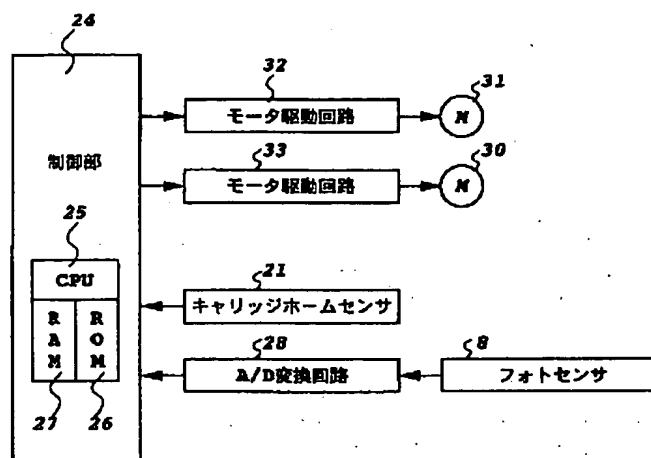 24
32
31
モータ駆動回路
M
制御部
33
30
モータ駆動回路
M
25
21
CPU
キャリッジホームセンサ
RAM
ROM
28
8
A/D変換回路
フォトセンサ
27
26